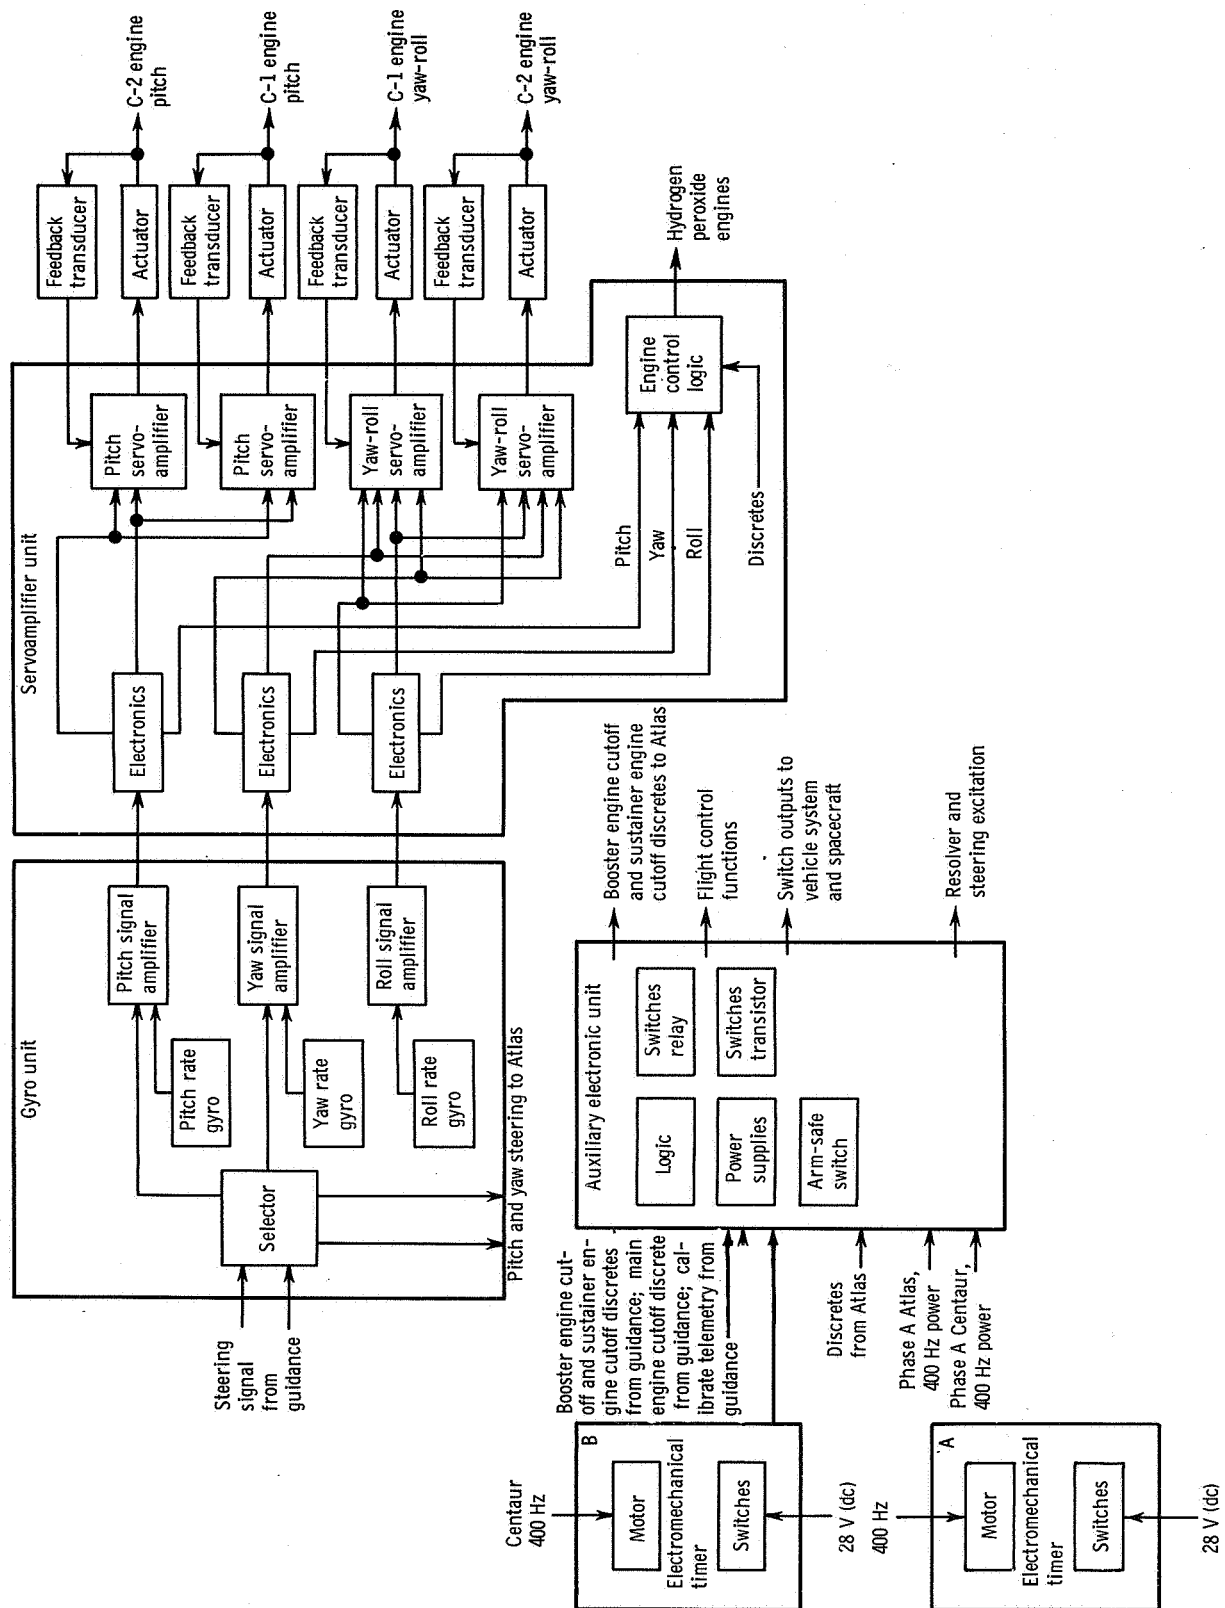 Steering
signal
from
guidance
Gyro unit
Selector
Pitch rate
gyro
Yaw rate
gyro
Roll rate
gyro
Pitch signal
amplifier
Yaw signal
amplifier
Roll signal
amplifier
Pitch and yaw steering to Atlas
Servoamplifier unit
Electronics
Electronics
Electronics
Pitch
servo-
amplifier
Pitch
servo-
amplifier
Yaw-roll
servo-
amplifier
Yaw-roll
servo-
amplifier
Pitch
Yaw
Roll
Discretes
Engine
control
logic
Feedback
transducer
Actuator
Feedback
transducer
Actuator
Feedback
transducer
Actuator
Feedback
transducer
Actuator
C-2 engine
pitch
C-1 engine
pitch
C-1 engine
yaw-roll
C-2 engine
yaw-roll
Hydrogen
peroxide
engines
Centaur
400 Hz
B
Motor
Electromechanical
timer
Switches
28 V (dc)
400 Hz
A
Motor
Electromechanical
timer
Switches
28 V (dc)
Booster engine cut-
off and sustainer en-
gine cutoff discretes
from guidance; main
engine cutoff discrete
from guidance; cal-
ibrate telemetry from
guidance
Discretes
from Atlas
Phase A Atlas,
400 Hz power
Phase A Centaur,
400 Hz power
Auxiliary electronic unit
Logic
Switches
relay
Power
supplies
Switches
transistor
Arm-safe
switch
Booster engine cutoff
and sustainer engine
cutoff discretes to Atlas
Flight control
functions
Switch outputs to
vehicle system
and spacecraft
Resolver and
steering excitation